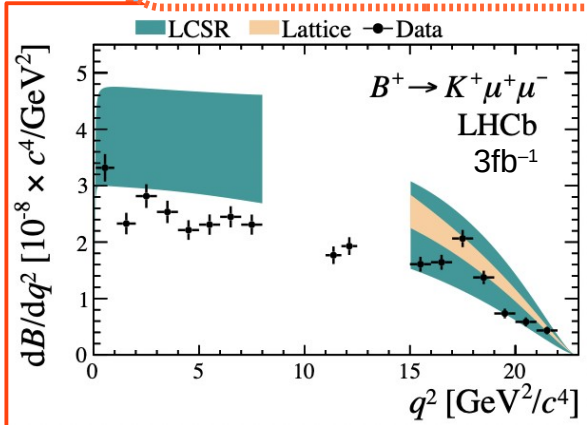 LCSR Lattice Data
B⁺ → K⁺μ⁺μ⁻
LHCb
3fb⁻¹
dB/dq² [10⁻⁸ × c⁴/GeV²]
5
4
3
2
1
0
0 5 10 15 20
q² [GeV²/c⁴]